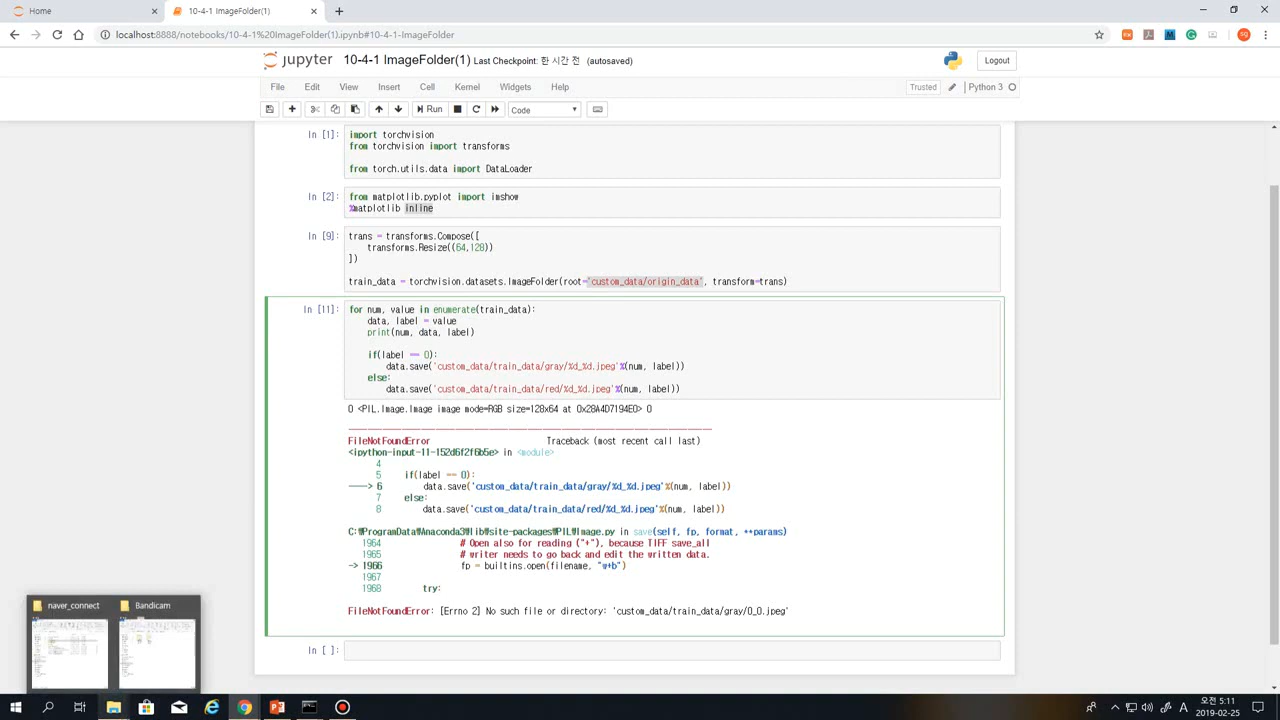 Home
10-4-1 ImageFolder(1)
localhost:8888/notebooks/10-4-1%20ImageFolder(1).ipynb#10-4-1-ImageFolder
jupyter 10-4-1 ImageFolder(1) Last Checkpoint: 한 시간 전 (autosaved)
Logout
File Edit View Insert Cell Kernel Widgets Help
Trusted
Python 3
Run
Code
In [1]: import torchvision
from torchvision import transforms
from torch.utils.data import DataLoader
In [2]: from matplotlib.pyplot import imshow
%matplotlib inline
In [9]: trans = transforms.Compose([
transforms.Resize((64,128))
])
train_data = torchvision.datasets.ImageFolder(root='custom_data/origin_data', transform=trans)
In [11]: for num, value in enumerate(train_data):
data, label = value
print(num, data, label)
if(label == 0):
data.save('custom_data/train_data/gray/%d_%d.jpeg'%(num, label))
else:
data.save('custom_data/train_data/red/%d_%d.jpeg'%(num, label))
0 <PIL.Image.Image image mode=RGB size=128x64 at 0x28A4D7194E0> 0
FileNotFoundError Traceback (most recent call last)
<ipython-input-11-152d6f2f6b5e> in <module>
4
5 if(label == 0):
----> 6 data.save('custom_data/train_data/gray/%d_%d.jpeg'%(num, label))
7 else:
8 data.save('custom_data/train_data/red/%d_%d.jpeg'%(num, label))
C:₩ProgramData₩Anaconda3₩lib₩site-packages₩PIL₩Image.py in save(self, fp, format, **params)
1964 # Open also for reading ("+"), because TIFF save_all
1965 # writer needs to go back and edit the written data.
-> 1966 fp = builtins.open(filename, "w+b")
1967
1968 try:
FileNotFoundError: [Errno 2] No such file or directory: 'custom_data/train_data/gray/0_0.jpeg'
In [ ]:
naver_connect
Bandicam
A
오전 5:11
2019-02-25